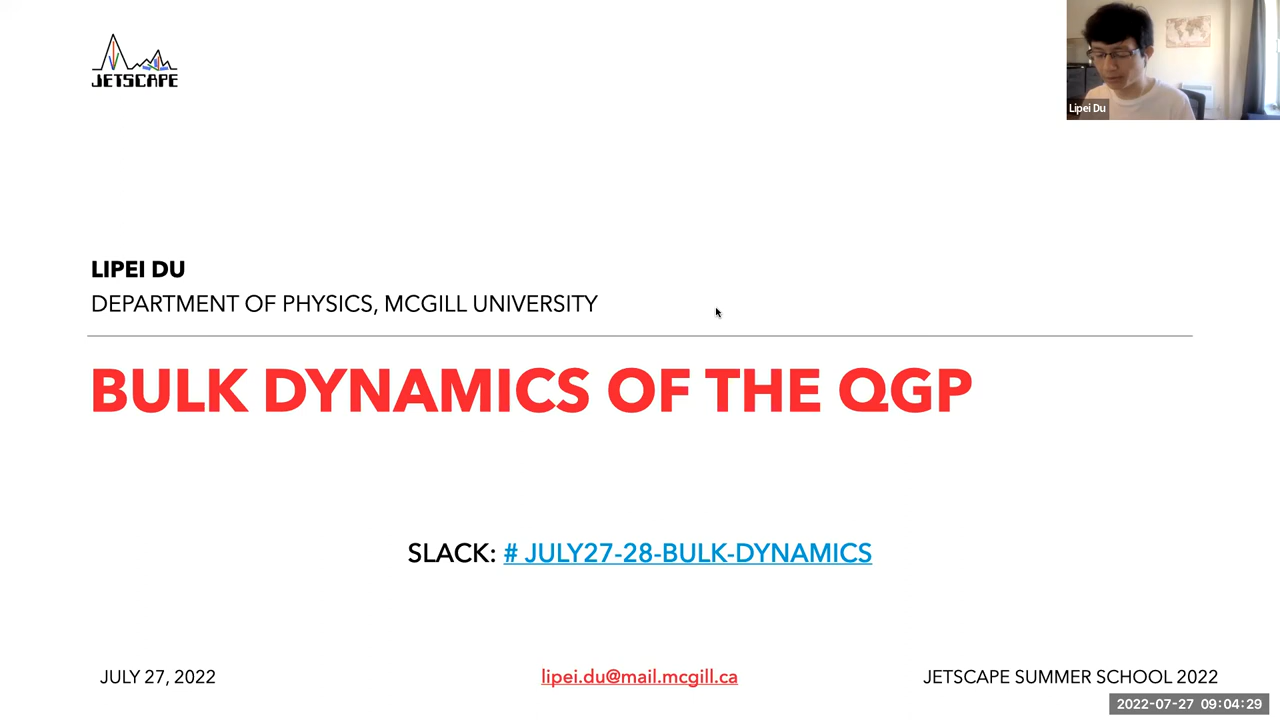 JETSCAPE
Lipei Du
LIPEI DU
DEPARTMENT OF PHYSICS, MCGILL UNIVERSITY
BULK DYNAMICS OF THE QGP
SLACK: # JULY27-28-BULK-DYNAMICS
JULY 27, 2022
lipei.du@mail.mcgill.ca
JETSCAPE SUMMER SCHOOL 2022
2022-07-27 09:04:29